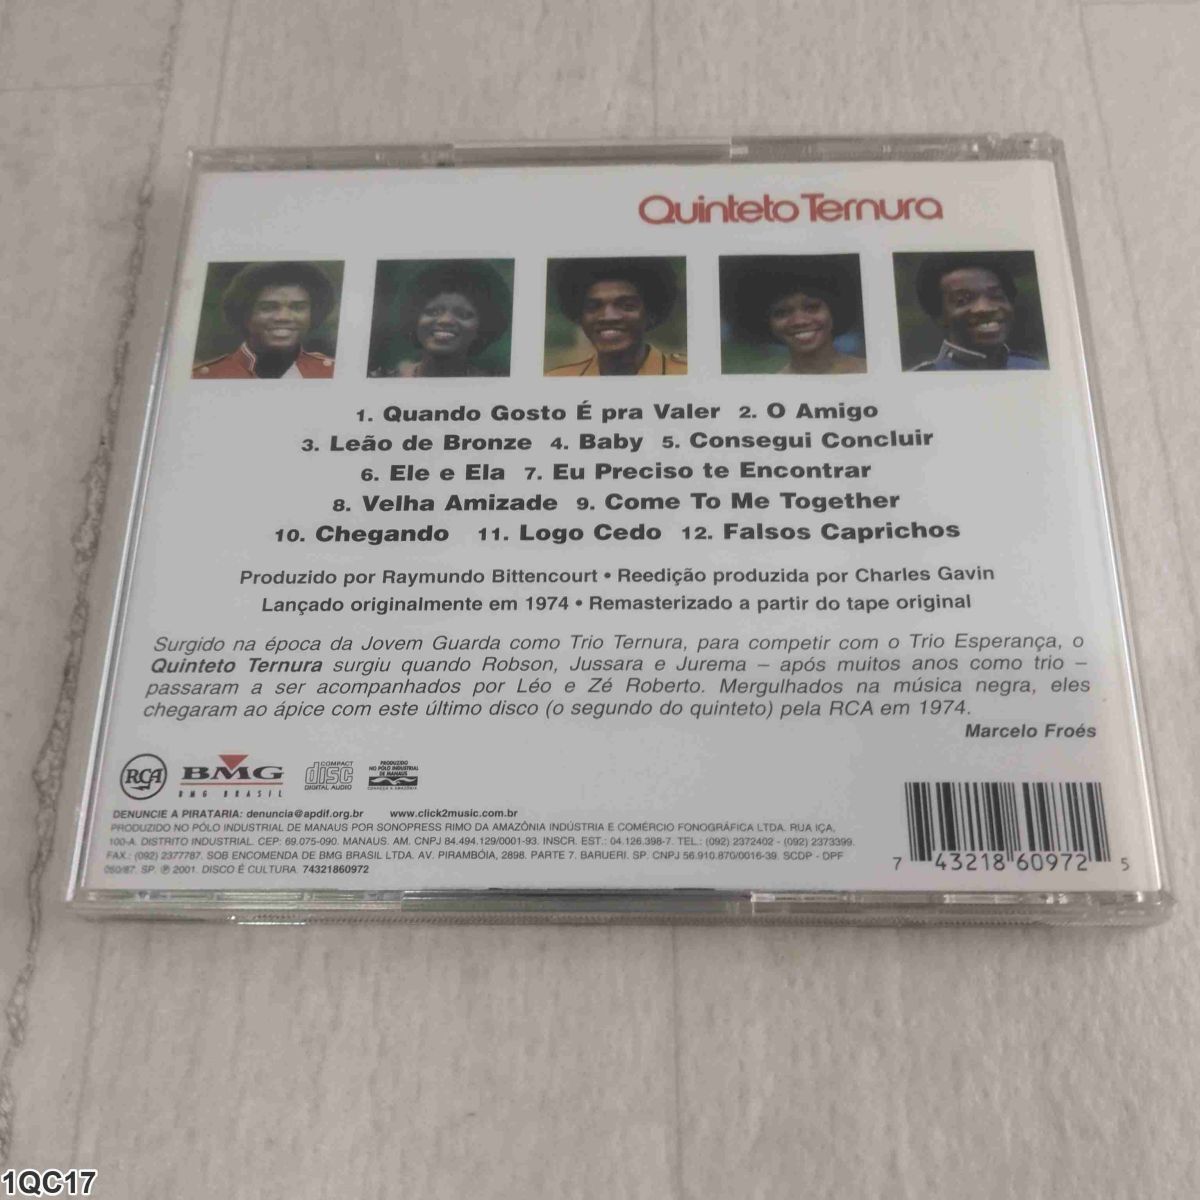 Quinteto Ternura
1. Quando Gosto É pra Valer 2. O Amigo
3. Leão de Bronze 4. Baby 5. Consegui Concluir
6. Ele e Ela 7. Eu Preciso te Encontrar
8. Velha Amizade 9. Come To Me Together
10. Chegando 11. Logo Cedo 12. Falsos Caprichos
Produzido por Raymundo Bittencourt • Reedição produzida por Charles Gavin
Lançado originalmente em 1974 • Remasterizado a partir do tape original
Surgido na época da Jovem Guarda como Trio Ternura, para competir com o Trio Esperança, o
Quinteto Ternura surgiu quando Robson, Jussara e Jurema – após muitos anos como trio –
passaram a ser acompanhados por Léo e Zé Roberto. Mergulhados na música negra, eles
chegaram ao ápice com este último disco (o segundo do quinteto) pela RCA em 1974.
Marcelo Froés
RCA
BMG
BMG BRASIL
COMPACT
disc
DIGITAL AUDIO
PRODUZIDO
NO PÓLO INDUSTRIAL
DE MANAUS
CONHEÇA A AMAZÔNIA
DENUNCIE A PIRATARIA: denuncia@apdif.org.br www.click2music.com.br
PRODUZIDO NO PÓLO INDUSTRIAL DE MANAUS POR SONOPRESS RIMO DA AMAZÔNIA INDÚSTRIA E COMÉRCIO FONOGRÁFICA LTDA. RUA IÇA,
100-A. DISTRITO INDUSTRIAL. CEP: 69.075-090. MANAUS. AM. CNPJ 84.494.129/0001-93. INSCR. EST.: 04.126.398-7. TEL.: (092) 2372402 - (092) 2373399.
FAX.: (092) 2377787. SOB ENCOMENDA DE BMG BRASIL LTDA. AV. PIRAMBÓIA, 2898. PARTE 7. BARUERI. SP. CNPJ 56.910.870/0016-39. SCDP - DPF
050/87. SP. ℗ 2001. DISCO É CULTURA. 74321860972
7 43218 60972 5
1QC17